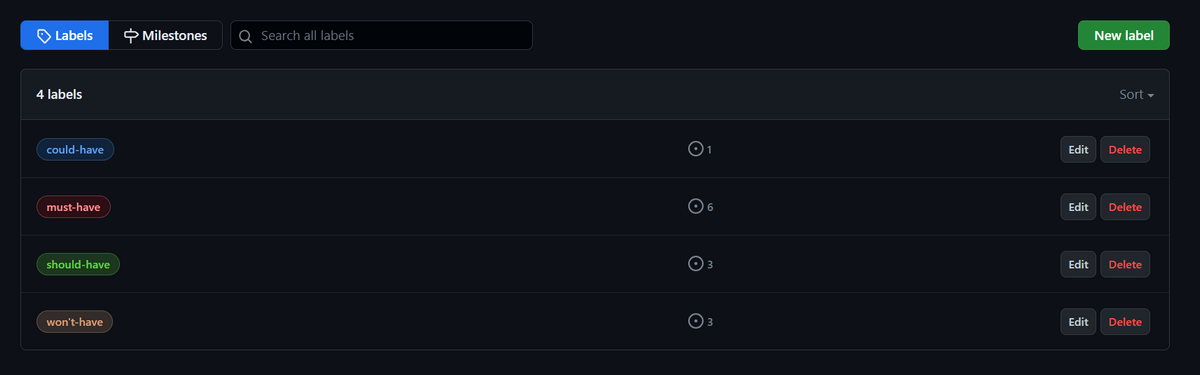 Labels Milestones Search all labels New label
4 labels Sort
could-have 1 Edit Delete
must-have 6 Edit Delete
should-have 3 Edit Delete
won't-have 3 Edit Delete